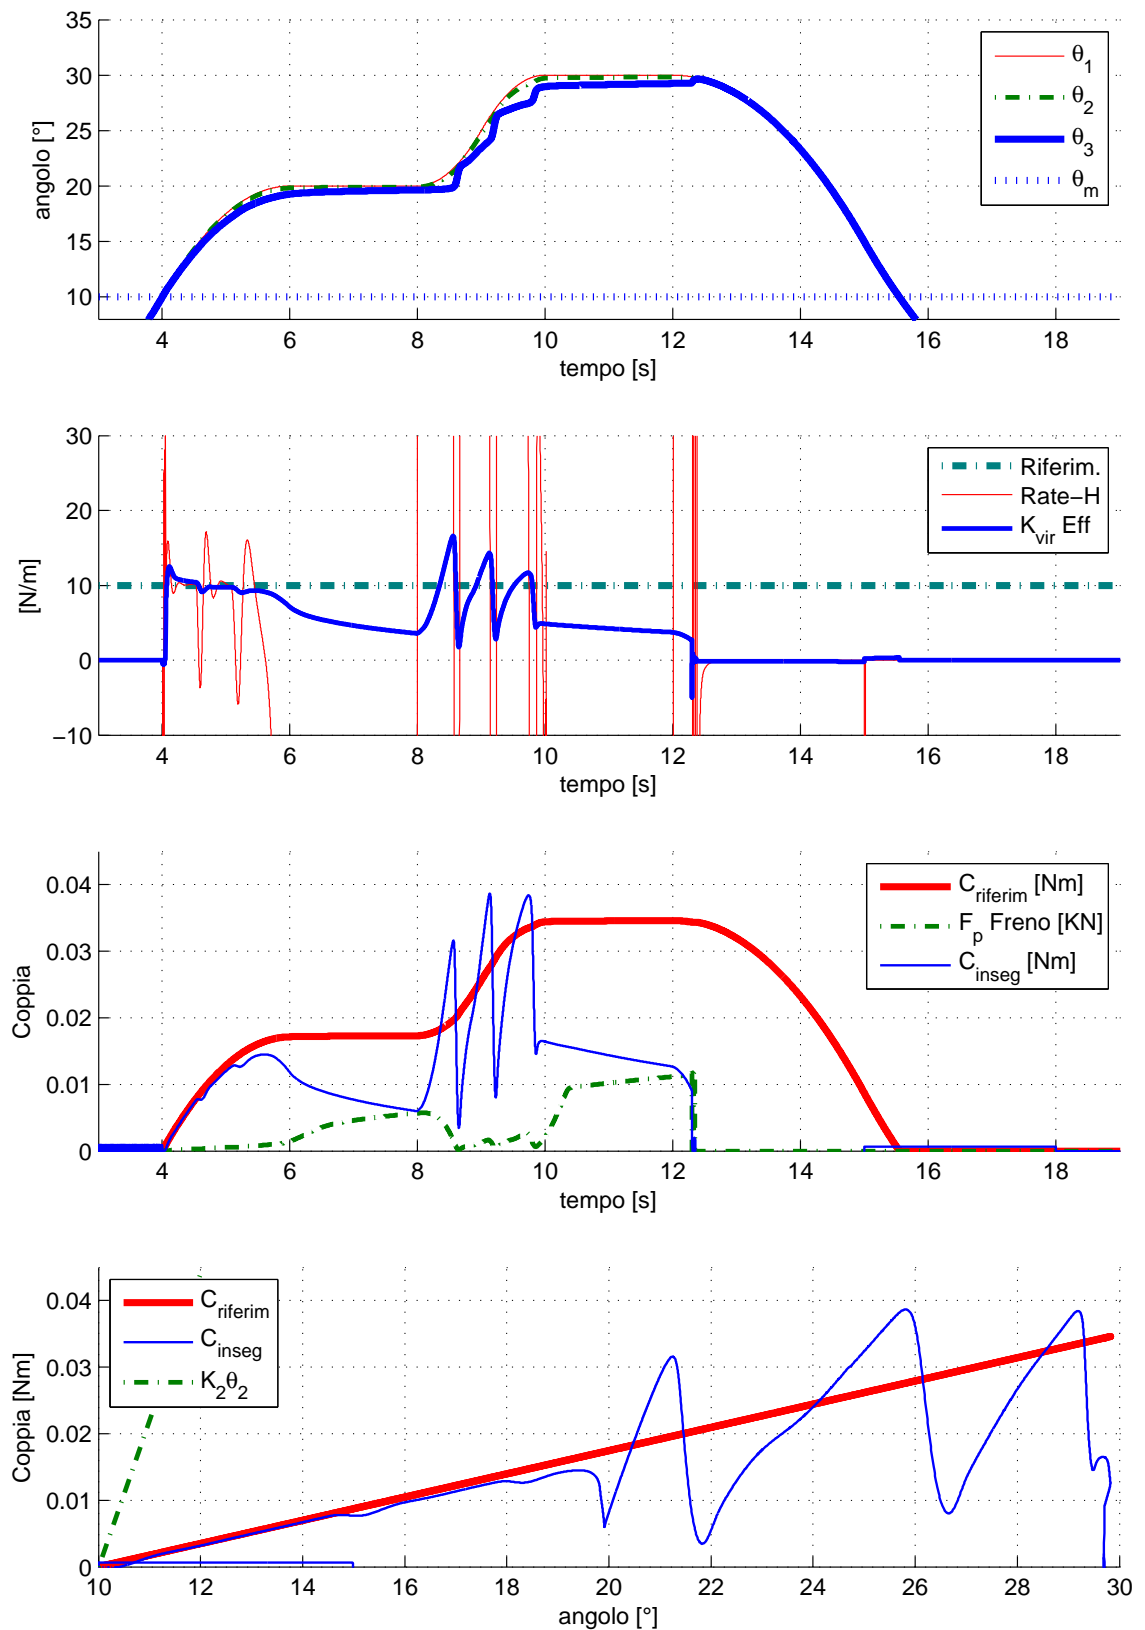 35
30
25
20
15
10
angolo [°]
θ1
θ2
θ3
θm
4 6 8 10 12 14 16 18
tempo [s]
30
20
10
0
−10
[N/m]
Riferim.
Rate−H
Kvir Eff
4 6 8 10 12 14 16 18
tempo [s]
0.04
0.03
0.02
0.01
0
Coppia
Criferim [Nm]
Fp Freno [KN]
Cinseg [Nm]
4 6 8 10 12 14 16 18
tempo [s]
0.04
0.03
0.02
0.01
0
Coppia [Nm]
Criferim
Cinseg
K2θ2
10 12 14 16 18 20 22 24 26 28 30
angolo [°]